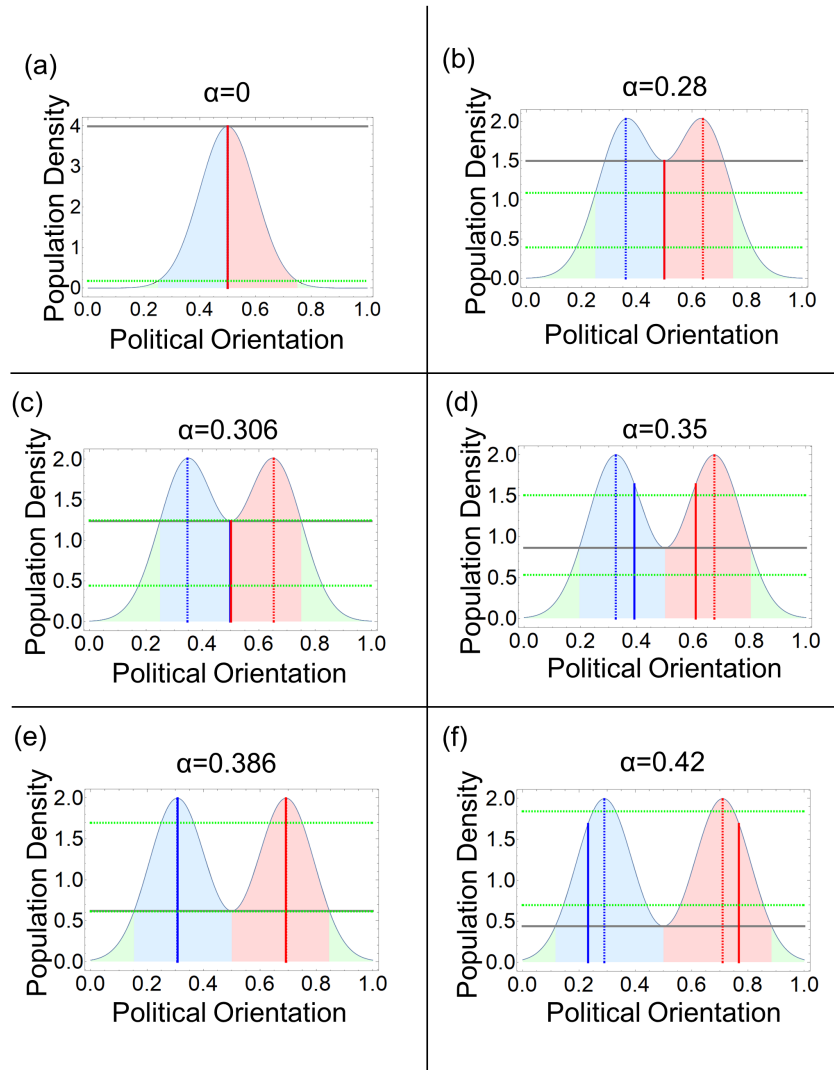 (a)
α=0
Population Density
4
3
2
1
0
0.0 0.2 0.4 0.6 0.8 1.0
Political Orientation
(b)
α=0.28
Population Density
2.0
1.5
1.0
0.5
0.0
0.0 0.2 0.4 0.6 0.8 1.0
Political Orientation
(c)
α=0.306
Population Density
2.0
1.5
1.0
0.5
0.0
0.0 0.2 0.4 0.6 0.8 1.0
Political Orientation
(d)
α=0.35
Population Density
2.0
1.5
1.0
0.5
0.0
0.0 0.2 0.4 0.6 0.8 1.0
Political Orientation
(e)
α=0.386
Population Density
2.0
1.5
1.0
0.5
0.0
0.0 0.2 0.4 0.6 0.8 1.0
Political Orientation
(f)
α=0.42
Population Density
2.0
1.5
1.0
0.5
0.0
0.0 0.2 0.4 0.6 0.8 1.0
Political Orientation